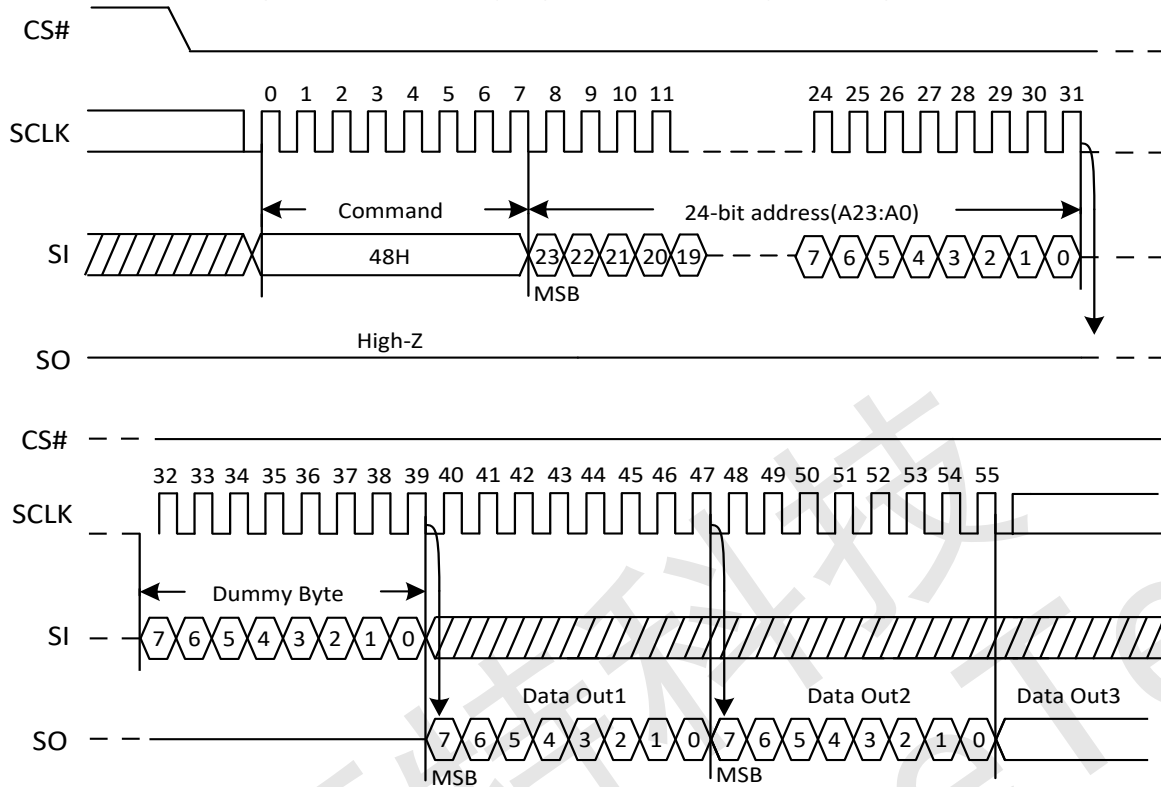 CS#
0 1 2 3 4 5 6 7 8 9 10 11 24 25 26 27 28 29 30 31
SCLK
Command 24-bit address(A23:A0)
SI 48H 23 22 21 20 19 7 6 5 4 3 2 1 0
MSB
High-Z
SO
CS#
32 33 34 35 36 37 38 39 40 41 42 43 44 45 46 47 48 49 50 51 52 53 54 55
SCLK
Dummy Byte
SI 7 6 5 4 3 2 1 0
Data Out1 Data Out2 Data Out3
SO 7 6 5 4 3 2 1 0 7 6 5 4 3 2 1 0
MSB MSB
科技